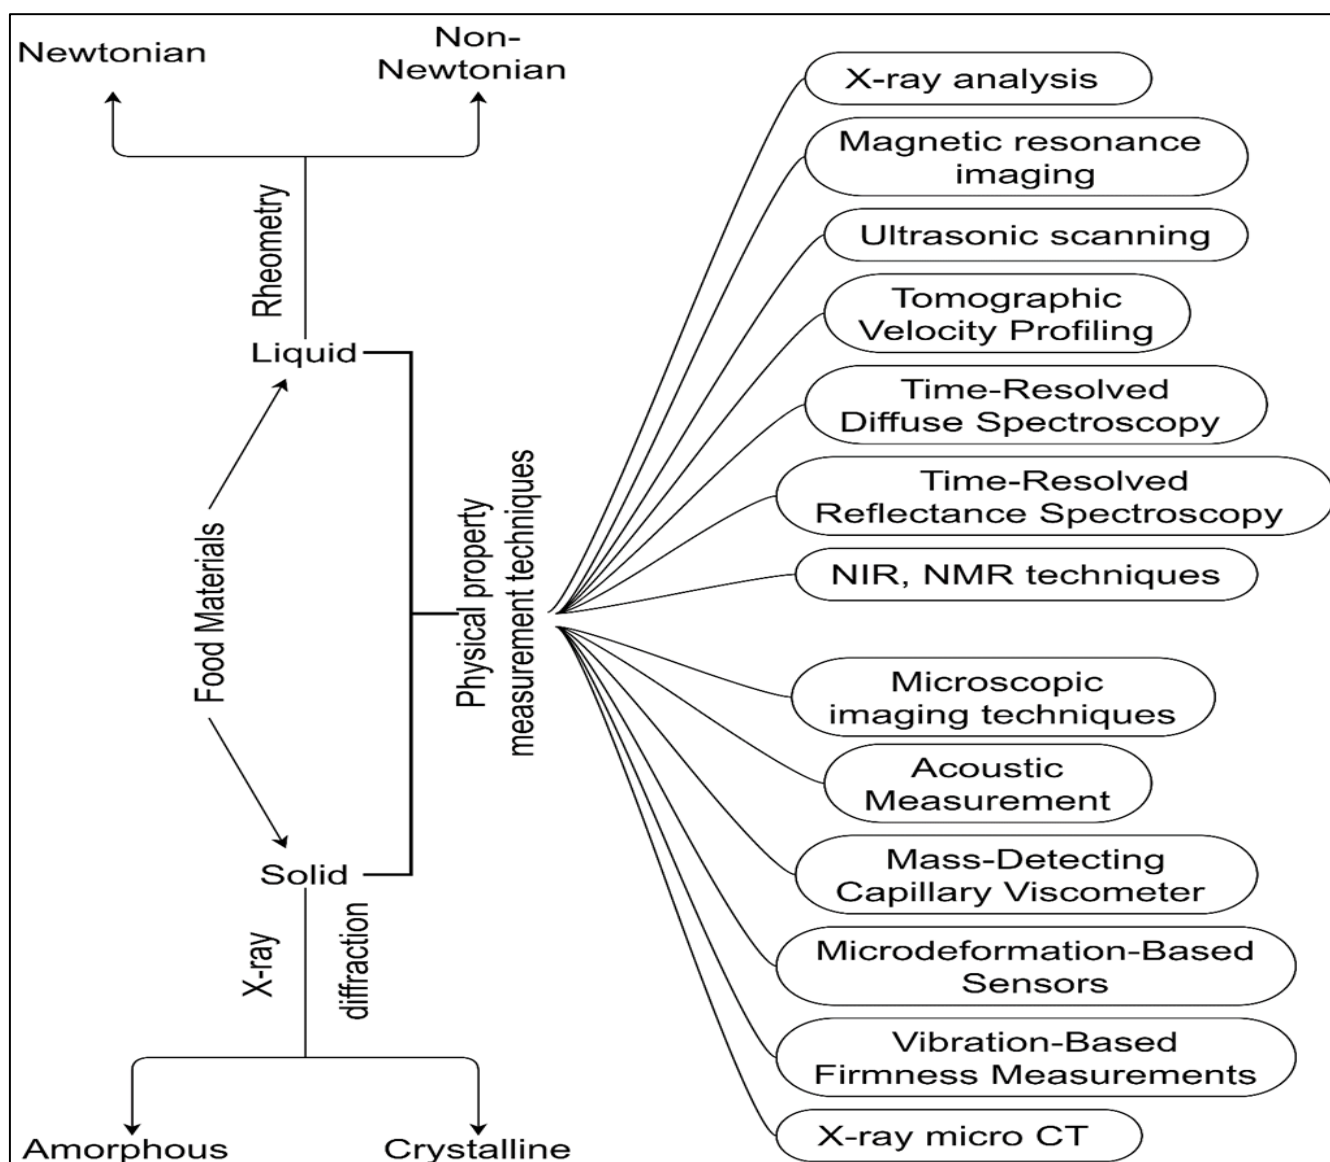 Newtonian
Non-
Newtonian
Rheometry
Liquid
Food Materials
Solid
X-ray
diffraction
Amorphous
Crystalline
Physical property
measurement techniques
X-ray analysis
Magnetic resonance
imaging
Ultrasonic scanning
Tomographic
Velocity Profiling
Time-Resolved
Diffuse Spectroscopy
Time-Resolved
Reflectance Spectroscopy
NIR, NMR techniques
Microscopic
imaging techniques
Acoustic
Measurement
Mass-Detecting
Capillary Viscometer
Microdeformation-Based
Sensors
Vibration-Based
Firmness Measurements
X-ray micro CT